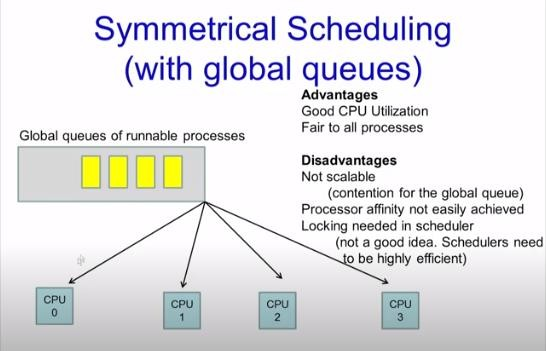 Symmetrical Scheduling
(with global queues)
Advantages
Good CPU Utilization
Fair to all processes
Global queues of runnable processes
Disadvantages
Not scalable
(contention for the global queue)
Processor affinity not easily achieved
Locking needed in scheduler
(not a good idea. Schedulers need
to be highly efficient)
CPU
0
CPU
1
CPU
2
CPU
3